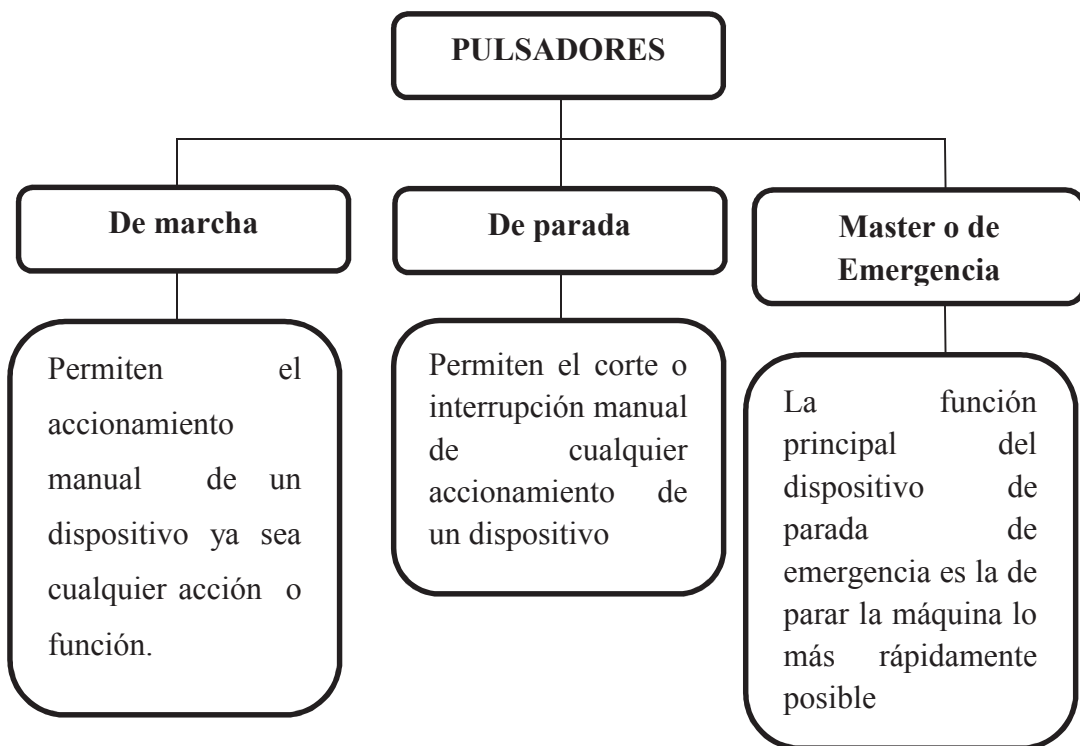 PULSADORES
De marcha
Permiten el
accionamiento
manual de un
dispositivo ya sea
cualquier acción o
función.
De parada
Permiten el corte o
interrupción manual
de cualquier
accionamiento de
un dispositivo
Master o de
Emergencia
La función
principal del
dispositivo de
parada de
emergencia es la de
parar la máquina lo
más rápidamente
posible